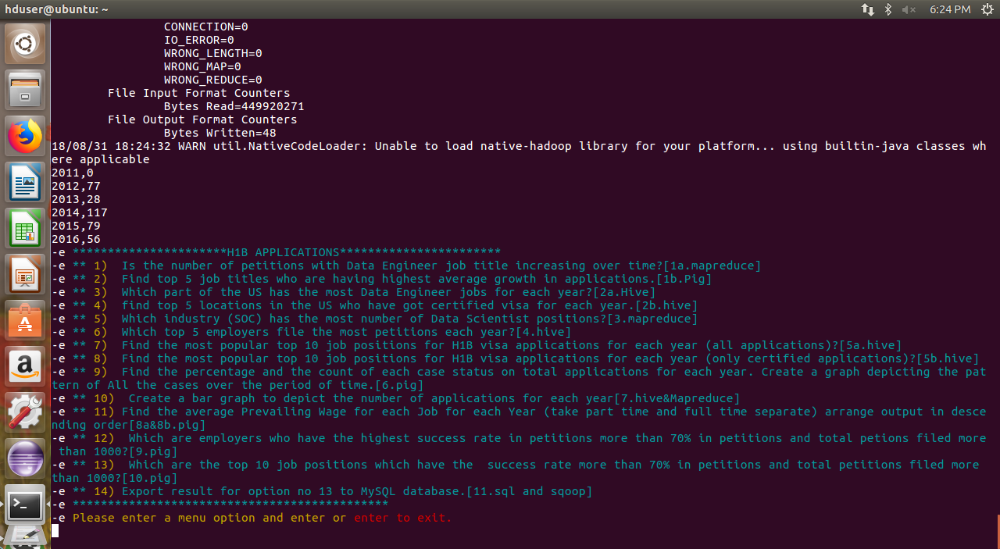 hduser@ubuntu: ~
6:24 PM
CONNECTION=0
IO_ERROR=0
WRONG_LENGTH=0
WRONG_MAP=0
WRONG_REDUCE=0
File Input Format Counters
Bytes Read=449920271
File Output Format Counters
Bytes Written=48
18/08/31 18:24:32 WARN util.NativeCodeLoader: Unable to load native-hadoop library for your platform... using builtin-java classes wh
ere applicable
2011,0
2012,77
2013,28
2014,117
2015,79
2016,56
-e **********************H1B APPLICATIONS***********************
-e ** 1)  Is the number of petitions with Data Engineer job title increasing over time?[1a.mapreduce]
-e ** 2)  Find top 5 job titles who are having highest average growth in applications.[1b.Pig]
-e ** 3)  Which part of the US has the most Data Engineer jobs for each year?[2a.Hive]
-e ** 4)  find top 5 locations in the US who have got certified visa for each year.[2b.hive]
-e ** 5)  Which industry (SOC) has the most number of Data Scientist positions?[3.mapreduce]
-e ** 6)  Which top 5 employers file the most petitions each year?[4.hive]
-e ** 7)  Find the most popular top 10 job positions for H1B visa applications for each year (all applications)?[5a.hive]
-e ** 8)  Find the most popular top 10 job positions for H1B visa applications for each year (only certified applications)?[5b.hive]
-e ** 9)  Find the percentage and the count of each case status on total applications for each year. Create a graph depicting the pat
tern of All the cases over the period of time.[6.pig]
-e ** 10)  Create a bar graph to depict the number of applications for each year[7.hive&Mapreduce]
-e ** 11) Find the average Prevailing Wage for each Job for each Year (take part time and full time separate) arrange output in desce
nding order[8a&8b.pig]
-e ** 12)  Which are employers who have the highest success rate in petitions more than 70% in petitions and total petions filed more
 than 1000?[9.pig]
-e ** 13)  Which are the top 10 job positions which have the  success rate more than 70% in petitions and total petitions filed more
than 1000?[10.pig]
-e ** 14) Export result for option no 13 to MySQL database.[11.sql and sqoop]
-e *********************************************
-e Please enter a menu option and enter or enter to exit.